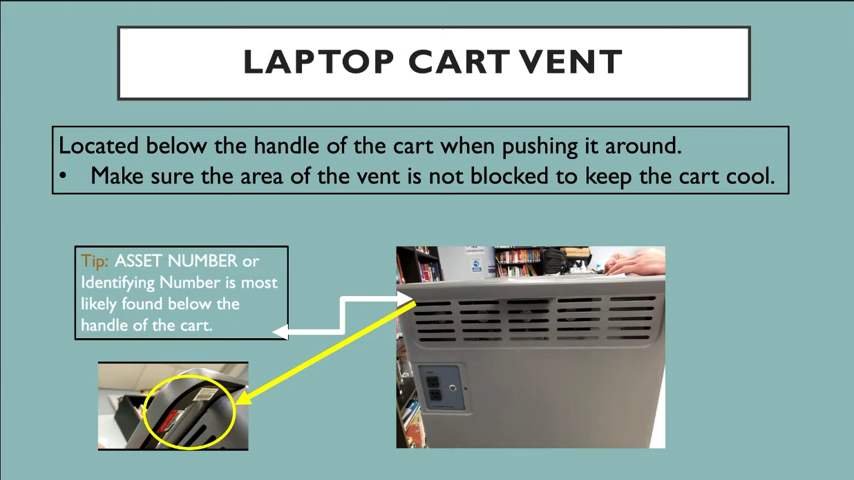 LAPTOP CART VENT
Located below the handle of the cart when pushing it around.
• Make sure the area of the vent is not blocked to keep the cart cool.
Tip: ASSET NUMBER or
Identifying Number is most
likely found below the
handle of the cart.